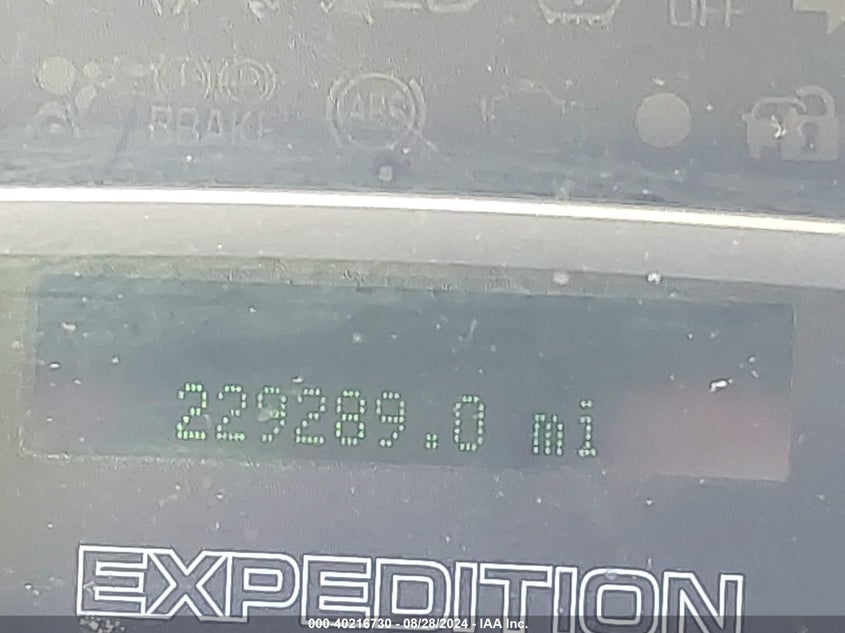 OFF
BRAKE
ABS
229289.0 mi
EXPEDITION
000-40216730 - 08/28/2024 - IAA Inc.